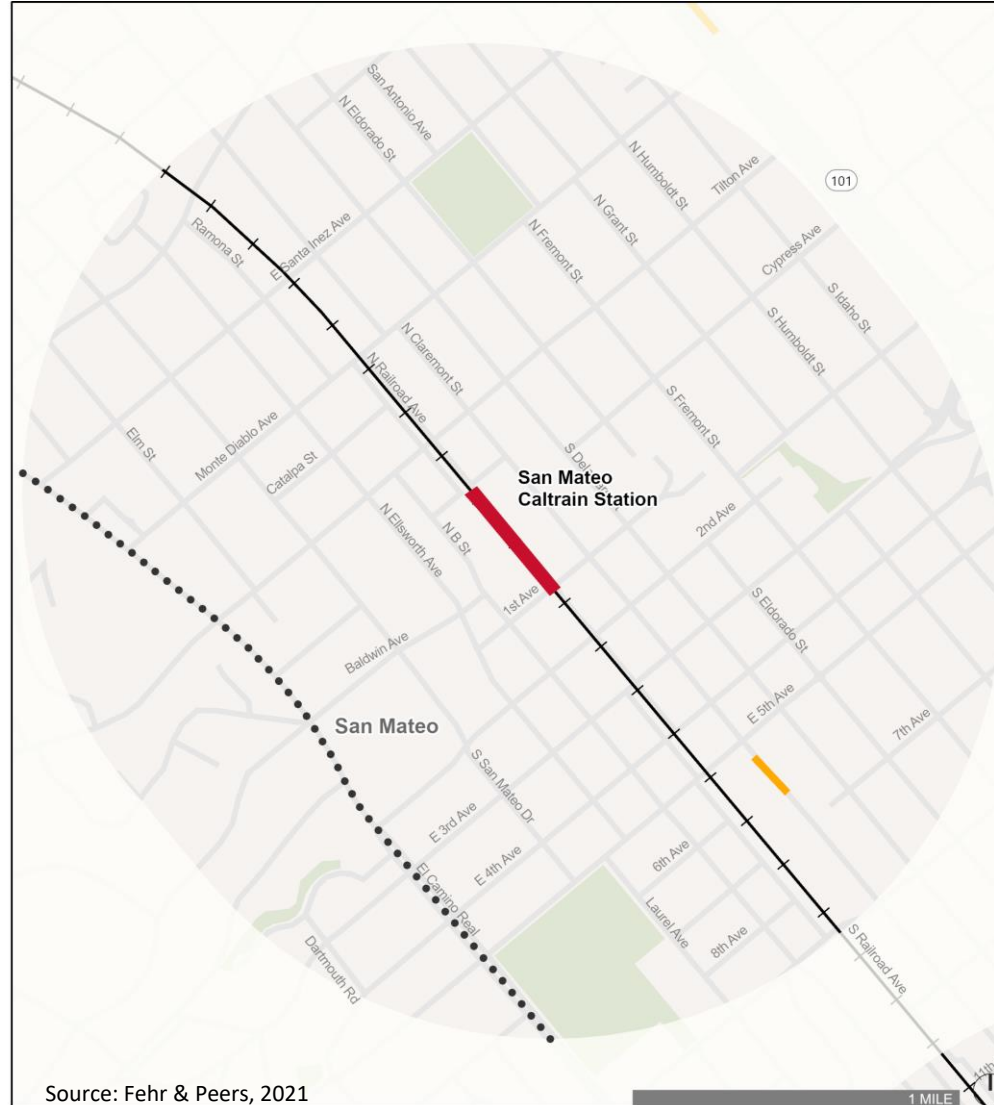 San Antonio Ave
N Eldorado St
N Humboldt St
Tilton Ave
101
N Grant St
Ramona St
E Santa Inez Ave
N Fremont St
Cypress Ave
S Idaho St
S Humboldt St
N Claremont St
N Railroad Ave
S Fremont St
Elm St
Monte Diablo Ave
Catalpa St
San Mateo
Caltrain Station
N Ellsworth Ave
N B St
2nd Ave
1st Ave
S Eldorado St
Baldwin Ave
San Mateo
E 5th Ave
7th Ave
S San Mateo Dr
E 3rd Ave
E 4th Ave
6th Ave
El Camino Real
Laurel Ave
8th Ave
Dartmouth Rd
S Railroad Ave
11th
Source: Fehr & Peers, 2021
1 MILE